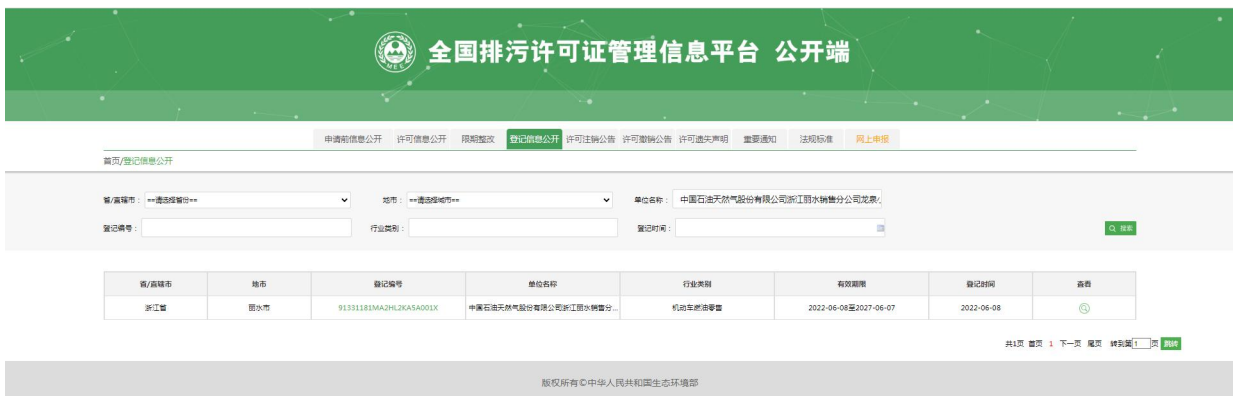 MEE
全国排污许可证管理信息平台 公开端
申请前信息公开 许可信息公开 限期整改 登记信息公开 许可注销公告 许可撤销公告 许可遗失声明 重要通知 法规标准 网上申报
首页/登记信息公开
省/直辖市： ==请选择省份== 地市： ==请选择城市== 单位名称： 中国石油天然气股份有限公司浙江丽水销售分公司龙泉
登记编号： 行业类别： 登记时间： 搜索
省/直辖市 地市 登记编号 单位名称 行业类别 有效期限 登记时间 查看
浙江省 丽水市 91331181MA2HL2KA5A001X 中国石油天然气股份有限公司浙江丽水销售分... 机动车燃油零售 2022-06-08至2027-06-07 2022-06-08
共1页 首页 1 下一页 尾页 转到第 1 页 跳转
版权所有©中华人民共和国生态环境部